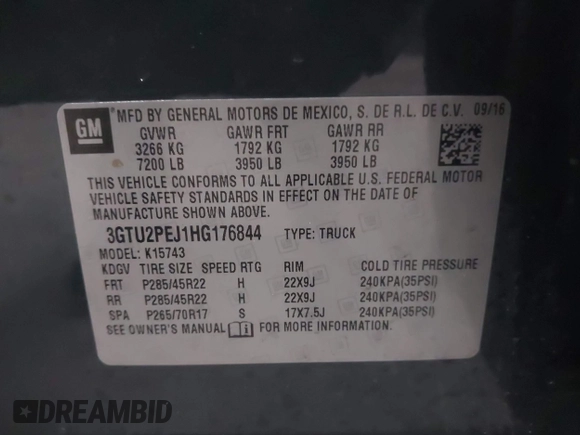 GM
MFD BY GENERAL MOTORS DE MEXICO, S. DE R.L. DE C.V. 09/16
GVWR GAWR FRT GAWR RR
3266 KG 1792 KG 1792 KG
7200 LB 3950 LB 3950 LB
THIS VEHICLE CONFORMS TO ALL APPLICABLE U.S. FEDERAL MOTOR
VEHICLE SAFETY STANDARDS IN EFFECT ON THE DATE OF
MANUFACTURE SHOWN ABOVE.
3GTU2PEJ1HG176844 TYPE: TRUCK
MODEL: K15743
KDGV TIRE SIZE SPEED RTG RIM COLD TIRE PRESSURE
FRT P285/45R22 H 22X9J 240KPA(35PSI)
RR P285/45R22 H 22X9J 240KPA(35PSI)
SPA P265/70R17 S 17X7.5J 240KPA(35PSI)
SEE OWNER'S MANUAL FOR MORE INFORMATION.
DREAMBID